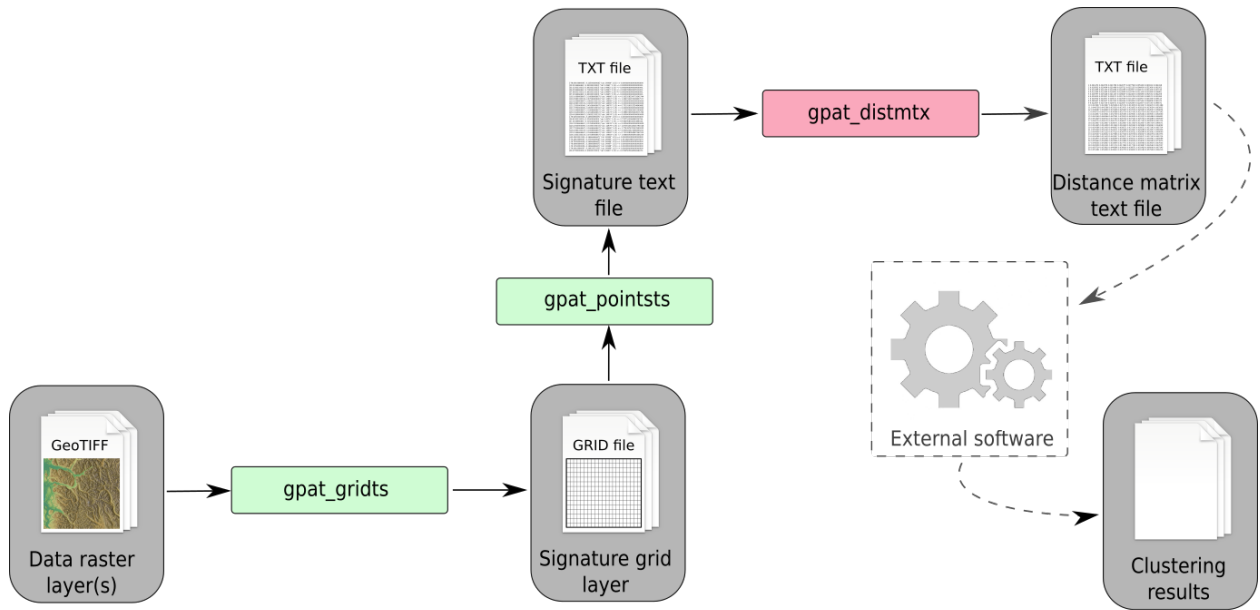 TXT file
Signature text
file
gpat_distmtx
TXT file
Distance matrix
text file
gpat_pointsts
External software
GeoTIFF
Data raster
layer(s)
gpat_gridts
GRID file
Signature grid
layer
Clustering
results